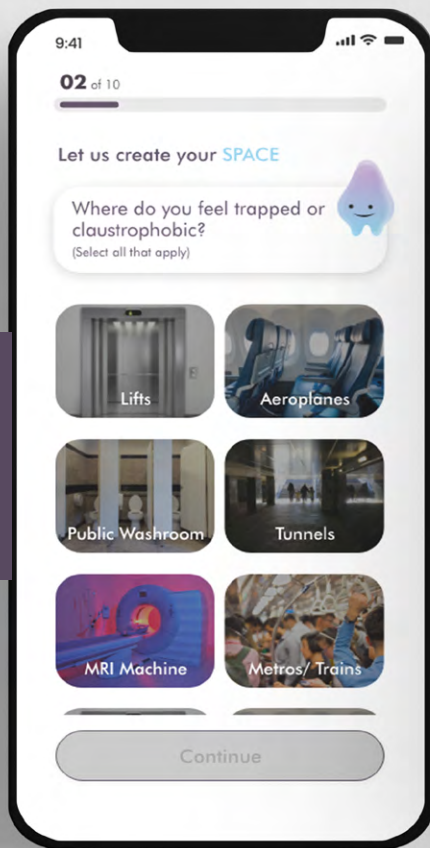 9:41
02 of 10
Let us create your SPACE
Where do you feel trapped or
claustrophobic?
(Select all that apply)
Lifts
Aeroplanes
Public Washroom
Tunnels
MRI Machine
Metros/ Trains
Continue